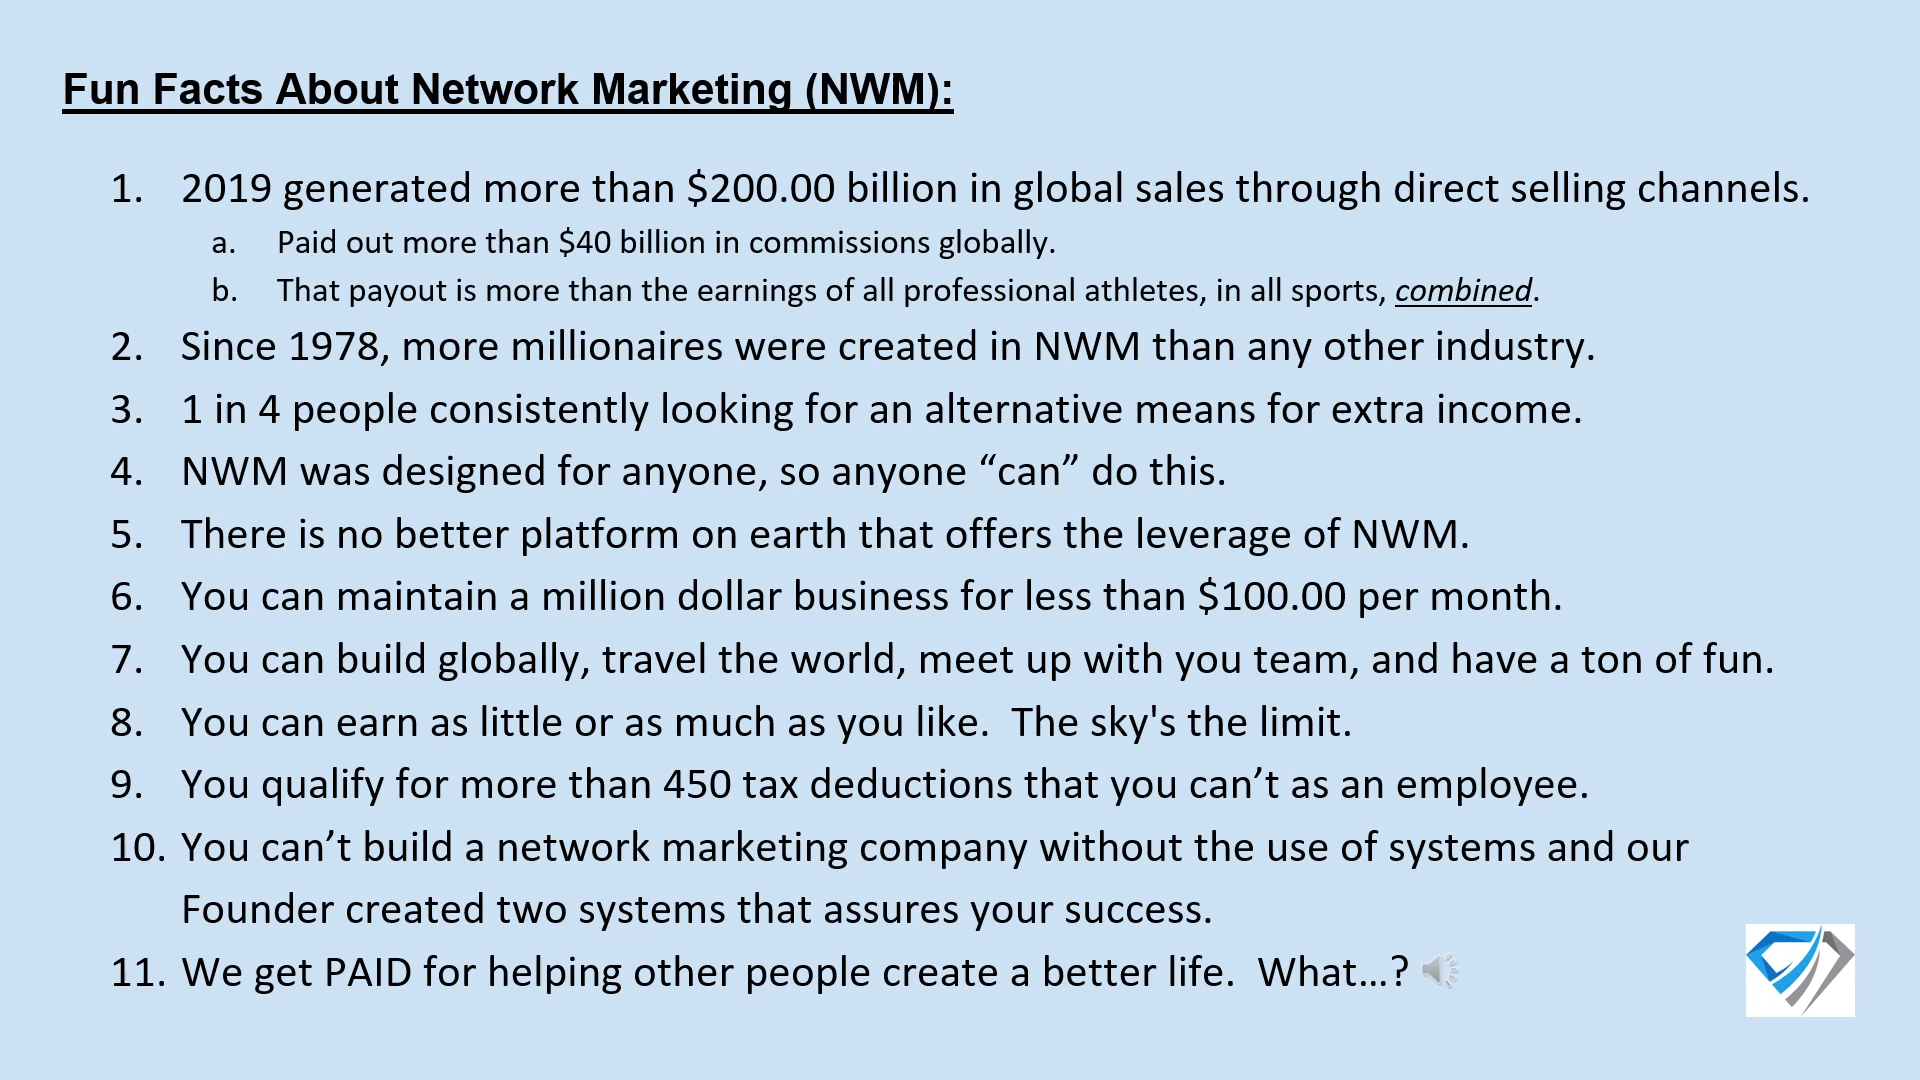 Fun Facts About Network Marketing (NWM):
1. 2019 generated more than $200.00 billion in global sales through direct selling channels.
a. Paid out more than $40 billion in commissions globally.
b. That payout is more than the earnings of all professional athletes, in all sports, combined.
2. Since 1978, more millionaires were created in NWM than any other industry.
3. 1 in 4 people consistently looking for an alternative means for extra income.
4. NWM was designed for anyone, so anyone “can” do this.
5. There is no better platform on earth that offers the leverage of NWM.
6. You can maintain a million dollar business for less than $100.00 per month.
7. You can build globally, travel the world, meet up with you team, and have a ton of fun.
8. You can earn as little or as much as you like.  The sky's the limit.
9. You qualify for more than 450 tax deductions that you can’t as an employee.
10. You can’t build a network marketing company without the use of systems and our
Founder created two systems that assures your success.
11. We get PAID for helping other people create a better life.  What…?